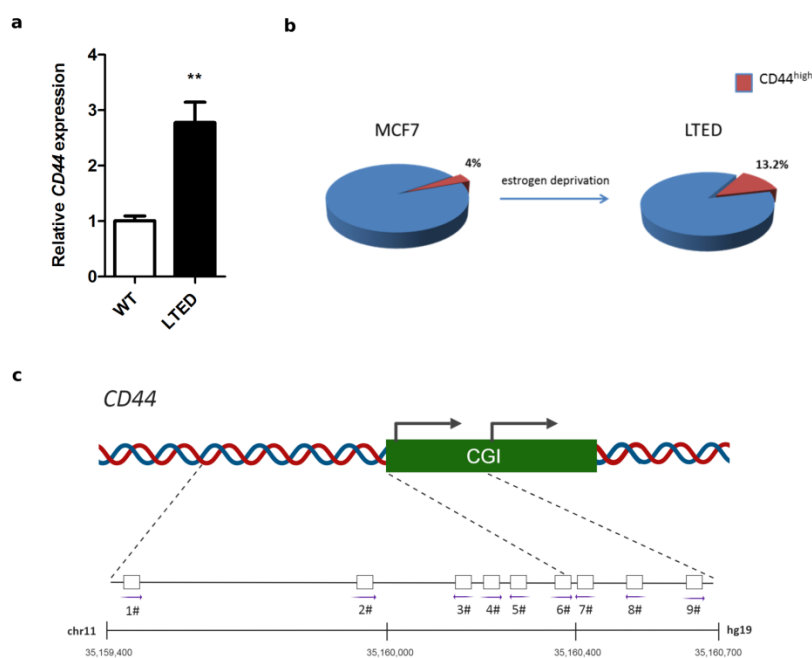 a
Relative CD44 expression
5
4
3
2
1
0
**
WT
LTED
b
CD44high
MCF7
4%
estrogen deprivation
LTED
13.2%
c
CD44
CGI
1# 2# 3# 4# 5# 6# 7# 8# 9#
chr11 hg19
35,159,400 35,160,000 35,160,400 35,160,700